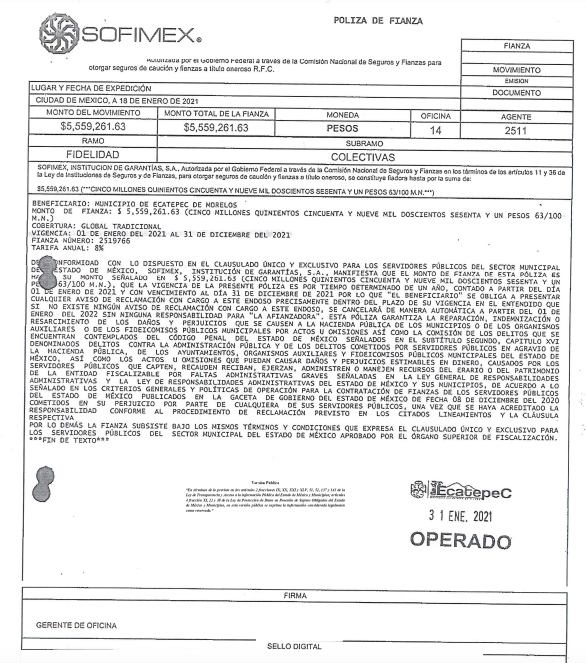 POLIZA DE FIANZA
SOFIMEX®
FIANZA
Autorizada por el Gobierno Federal a través de la Comisión Nacional de Seguros y Fianzas para
otorgar seguros de caución y fianzas a título oneroso R.F.C.
MOVIMIENTO
EMISION
LUGAR Y FECHA DE EXPEDICIÓN
DOCUMENTO
CIUDAD DE MEXICO, A 18 DE ENERO DE 2021
MONTO DEL MOVIMIENTO MONTO TOTAL DE LA FIANZA MONEDA OFICINA AGENTE
$5,559,261.63 $5,559,261.63 PESOS 14 2511
RAMO SUBRAMO
FIDELIDAD COLECTIVAS
SOFIMEX, INSTITUCION DE GARANTÍAS, S.A., Autorizada por el Gobierno Federal a través de la Comisión Nacional de Seguros y Fianzas en los términos de los artículos 11 y 36 de
la Ley de Instituciones de Seguros y de Fianzas, para otorgar seguros de caución y fianzas a título oneroso, se constituye fiadora hasta por la suma de:
$5,559,261.63 (***CINCO MILLONES QUINIENTOS CINCUENTA Y NUEVE MIL DOSCIENTOS SESENTA Y UN PESOS 63/100 M.N.***)
BENEFICIARIO: MUNICIPIO DE ECATEPEC DE MORELOS
MONTO DE FIANZA: $ 5,559,261.63 (CINCO MILLONES QUINIENTOS CINCUENTA Y NUEVE MIL DOSCIENTOS SESENTA Y UN PESOS 63/100
M.N.)
COBERTURA: GLOBAL TRADICIONAL
VIGENCIA: 01 DE ENERO DEL 2021 AL 31 DE DICIEMBRE DEL 2021
FIANZA NÚMERO: 2519766
TARIFA ANUAL: 8%
CONFORMIDAD CON LO DISPUESTO EN EL CLAUSULADO ÚNICO Y EXCLUSIVO PARA LOS SERVIDORES PÚBLICOS DEL SECTOR MUNICIPAL
ESTADO DE MÉXICO, SOFIMEX, INSTITUCIÓN DE GARANTÍAS, S.A., MANIFIESTA QUE EL MONTO DE FIANZA DE ESTA PÓLIZA ES
SU MONTO SEÑALADO EN $ 5,559,261.63 (CINCO MILLONES QUINIENTOS CINCUENTA Y NUEVE MIL DOSCIENTOS SESENTA Y UN
63/100 M.N.), QUE LA VIGENCIA DE LA PRESENTE PÓLIZA ES POR TIEMPO DETERMINADO DE UN AÑO, CONTADO A PARTIR DEL DÍA
01 DE ENERO DE 2021 Y CON VENCIMIENTO AL DÍA 31 DE DICIEMBRE DE 2021 POR LO QUE "EL BENEFICIARIO" SE OBLIGA A PRESENTAR
CUALQUIER AVISO DE RECLAMACIÓN CON CARGO A ESTE ENDOSO PRECISAMENTE DENTRO DEL PLAZO DE SU VIGENCIA EN EL ENTENDIDO QUE
SI NO EXISTE NINGÚN AVISO DE RECLAMACIÓN CON CARGO A ESTE ENDOSO, SE CANCELARÁ DE MANERA AUTOMÁTICA A PARTIR DEL 01 DE
ENERO DEL 2022 SIN NINGUNA RESPONSABILIDAD PARA "LA AFIANZADORA". ESTA PÓLIZA GARANTIZA LA REPARACIÓN, INDEMNIZACIÓN O
RESARCIMIENTO DE LOS DAÑOS Y PERJUICIOS QUE SE CAUSEN A LA HACIENDA PÚBLICA DE LOS MUNICIPIOS O DE LOS ORGANISMOS
AUXILIARES O DE LOS FIDEICOMISOS PÚBLICOS MUNICIPALES POR ACTOS U OMISIONES ASÍ COMO LA COMISIÓN DE LOS DELITOS QUE SE
ENCUENTRAN CONTEMPLADOS DEL CÓDIGO PENAL DEL ESTADO DE MÉXICO SEÑALADOS EN EL SUBTÍTULO SEGUNDO, CAPITULO XVI
DENOMINADOS DELITOS CONTRA LA ADMINISTRACIÓN PÚBLICA Y DE LOS DELITOS COMETIDOS POR SERVIDORES PÚBLICOS EN AGRAVIO DE
LA HACIENDA PÚBLICA, DE LOS AYUNTAMIENTOS, ORGANISMOS AUXILIARES Y FIDEICOMISOS PÚBLICOS MUNICIPALES DEL ESTADO DE
MÉXICO, ASÍ COMO LOS ACTOS U OMISIONES QUE PUEDAN CAUSAR DAÑOS Y PERJUICIOS ESTIMABLES EN DINERO, CAUSADOS POR LOS
SERVIDORES PÚBLICOS QUE CAPTEN, RECAUDEN RECIBAN, EJERZAN, ADMINISTREN O MANEJEN RECURSOS DEL ERARIO O DEL PATRIMONIO
DE LA ENTIDAD FISCALIZABLE POR FALTAS ADMINISTRATIVAS GRAVES SEÑALADAS EN LA LEY GENERAL DE RESPONSABILIDADES
ADMINISTRATIVAS Y LA LEY DE RESPONSABILIDADES ADMINISTRATIVAS DEL ESTADO DE MÉXICO Y SUS MUNICIPIOS, DE ACUERDO A LO
SEÑALADO EN LOS CRITERIOS GENERALES Y POLÍTICAS DE OPERACIÓN PARA LA CONTRATACIÓN DE FIANZAS DE LOS SERVIDORES PÚBLICOS
DEL ESTADO DE MÉXICO PUBLICADOS EN LA GACETA DE GOBIERNO DEL ESTADO DE MÉXICO DE FECHA 08 DE DICIEMBRE DEL 2020
COMETIDOS EN SU PERJUICIO POR PARTE DE CUALQUIERA DE SUS SERVIDORES PÚBLICOS, UNA VEZ QUE SE HAYA ACREDITADO LA
RESPONSABILIDAD CONFORME AL PROCEDIMIENTO DE RECLAMACIÓN PREVISTO EN LOS CITADOS LINEAMIENTOS Y LA CLÁUSULA
RESPECTIVA
POR LO DEMÁS LA FIANZA SUBSISTE BAJO LOS MISMOS TÉRMINOS Y CONDICIONES QUE EXPRESA EL CLAUSULADO ÚNICO Y EXCLUSIVO PARA
LOS SERVIDORES PÚBLICOS DEL SECTOR MUNICIPAL DEL ESTADO DE MÉXICO APROBADO POR EL ÓRGANO SUPERIOR DE FISCALIZACIÓN.
***FIN DE TEXTO***
Versión Pública
Ecatepec
31 ENE. 2021
OPERADO
FIRMA
GERENTE DE OFICINA
SELLO DIGITAL